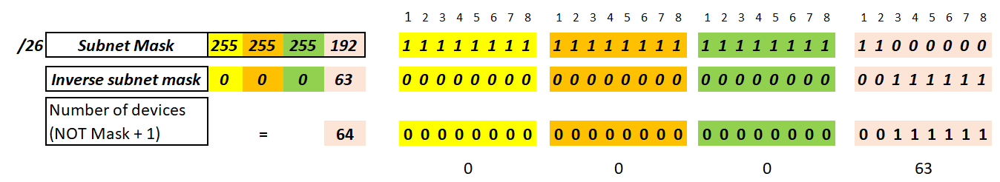 1 2 3 4 5 6 7 8 1 2 3 4 5 6 7 8 1 2 3 4 5 6 7 8 1 2 3 4 5 6 7 8
/26 Subnet Mask 255 255 255 192 1 1 1 1 1 1 1 1 1 1 1 1 1 1 1 1 1 1 1 1 1 1 1 1 1 1 0 0 0 0 0 0
Inverse subnet mask 0 0 0 63 0 0 0 0 0 0 0 0 0 0 0 0 0 0 0 0 0 0 0 0 0 0 0 0 0 0 1 1 1 1 1 1
Number of devices
(NOT Mask + 1) = 64 0 0 0 0 0 0 0 0 0 0 0 0 0 0 0 0 0 0 0 0 0 0 0 0 0 0 1 1 1 1 1 1
0 0 0 63